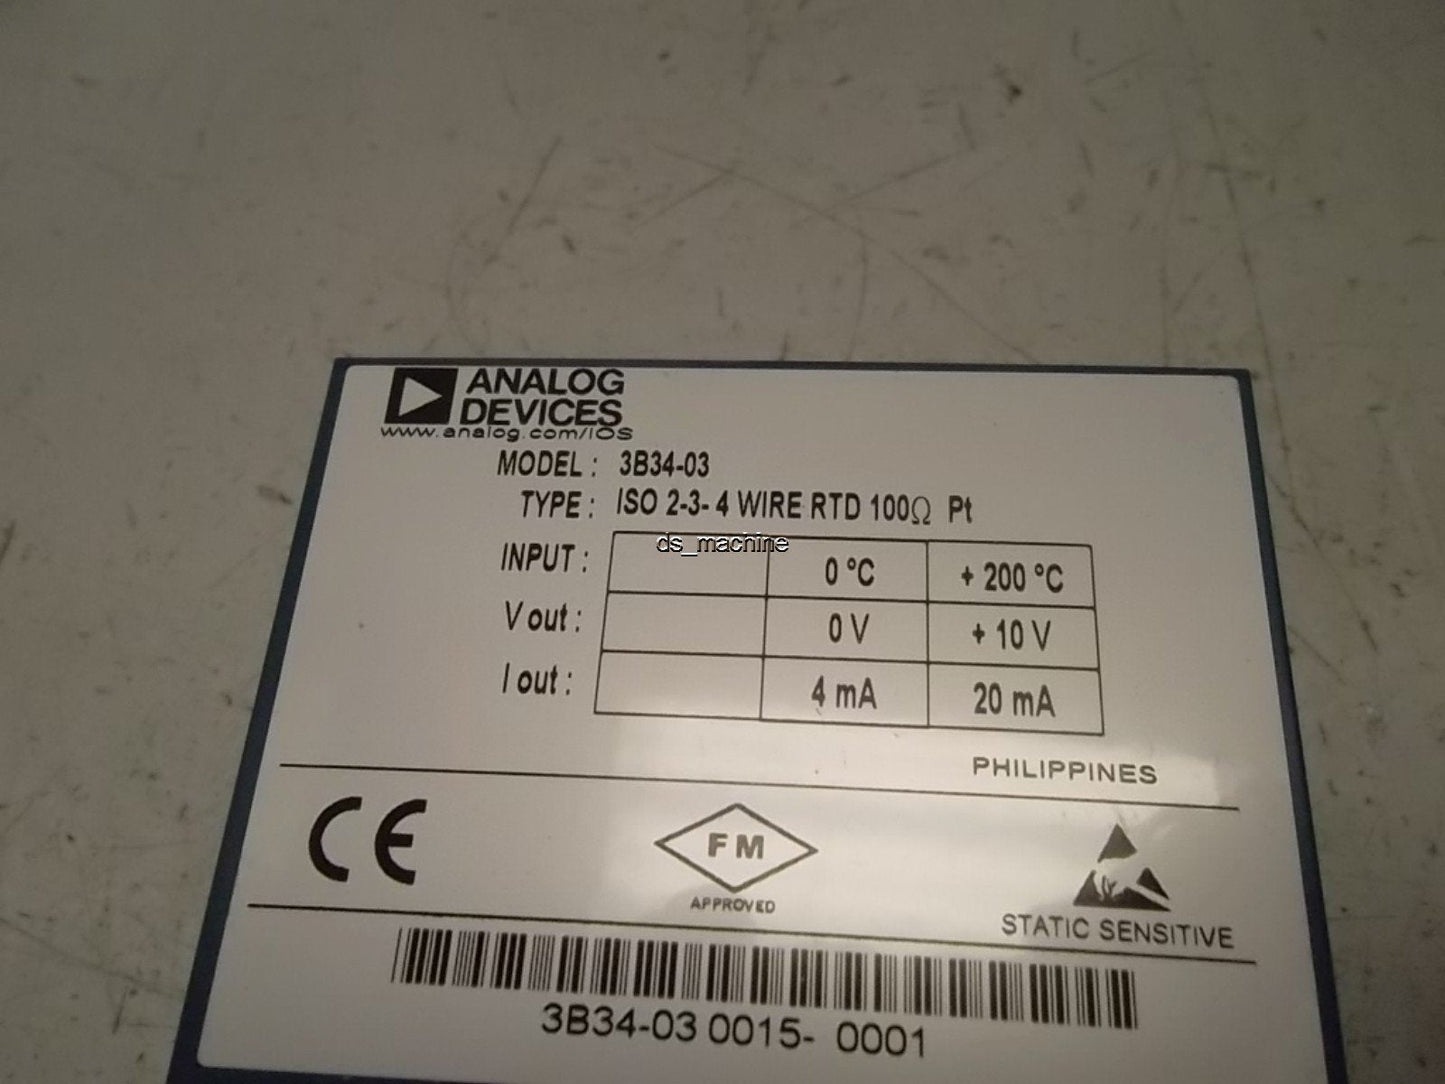 ANALOG
DEVICES
www.analog.com/IOS
MODEL : 3B34-03
TYPE : ISO 2-3- 4 WIRE RTD 100Ω Pt
ds_machine
INPUT : 0 °C + 200 °C
V out : 0 V + 10 V
I out : 4 mA 20 mA
PHILIPPINES
CE
FM
APPROVED
STATIC SENSITIVE
3B34-03 0015- 0001